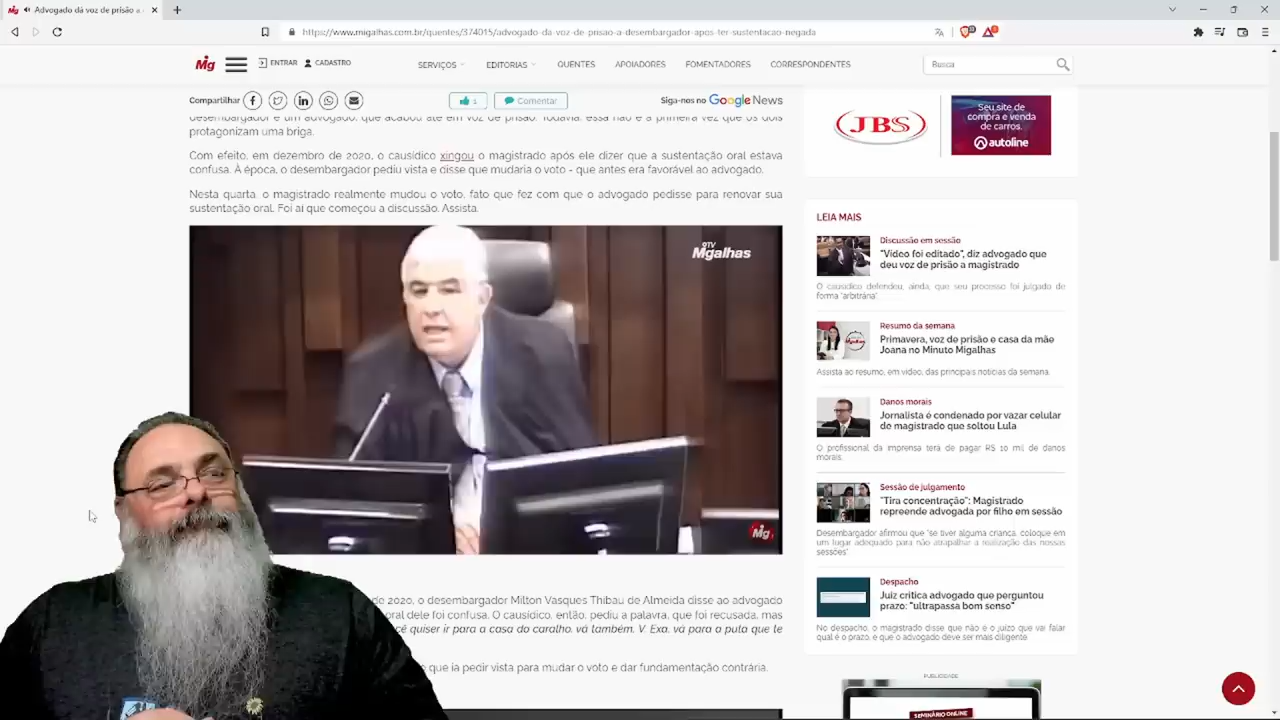 Advogado dá voz de prisão a
https://www.migalhas.com.br/quentes/374015/advogado-da-voz-de-prisao-a-desembargador-apos-ter-sustentacao-negada
Mg
ENTRAR
CADASTRO
SERVIÇOS
EDITORIAS
QUENTES
APOIADORES
FOMENTADORES
CORRESPONDENTES
Busca
Compartilhar
1
Comentar
Siga-nos no Google News
desembargador e um advogado, que acabou até em voz de prisão. Todavia, essa não é a primeira vez que os dois
protagonizam uma briga.
Com efeito, em dezembro de 2020, o causídico xingou o magistrado após ele dizer que a sustentação oral estava
confusa. À época, o desembargador pediu vista e disse que mudaria o voto - que antes era favorável ao advogado.
Nesta quarta, o magistrado realmente mudou o voto, fato que fez com que o advogado pedisse para renovar sua
sustentação oral. Foi aí que começou a discussão. Assista.
TV
Migalhas
Mg
de 2020, o desembargador Milton Vasques Thibau de Almeida disse ao advogado
oral dele foi confusa. O causídico, então, pediu a palavra, que foi recusada, mas
cê quiser ir para a casa do caralho, vá também. V. Exa. vá para a puta que te
o que ia pedir vista para mudar o voto e dar fundamentação contrária.
JBS
Seu site de
compra e venda
de carros.
autoline
LEIA MAIS
Discussão em sessão
"Vídeo foi editado", diz advogado que
deu voz de prisão a magistrado
O causídico defendeu, ainda, que seu processo foi julgado de
forma "arbitrária".
Resumo da semana
Primavera, voz de prisão e casa da mãe
Joana no Minuto Migalhas
Assista ao resumo, em vídeo, das principais notícias da semana.
Danos morais
Jornalista é condenado por vazar celular
de magistrado que soltou Lula
O profissional da imprensa terá de pagar R$ 10 mil de danos
morais.
Sessão de julgamento
"Tira concentração": Magistrado
repreende advogada por filho em sessão
Desembargador afirmou que "se tiver alguma criança, coloque em
um lugar adequado para não atrapalhar a realização das nossas
sessões"
Despacho
Juiz critica advogado que perguntou
prazo: "ultrapassa bom senso"
No despacho, o magistrado disse que não é o juízo que vai falar
qual é o prazo, e que o advogado deve ser mais diligente.
PUBLICIDADE
SEMINÁRIO ONLINE